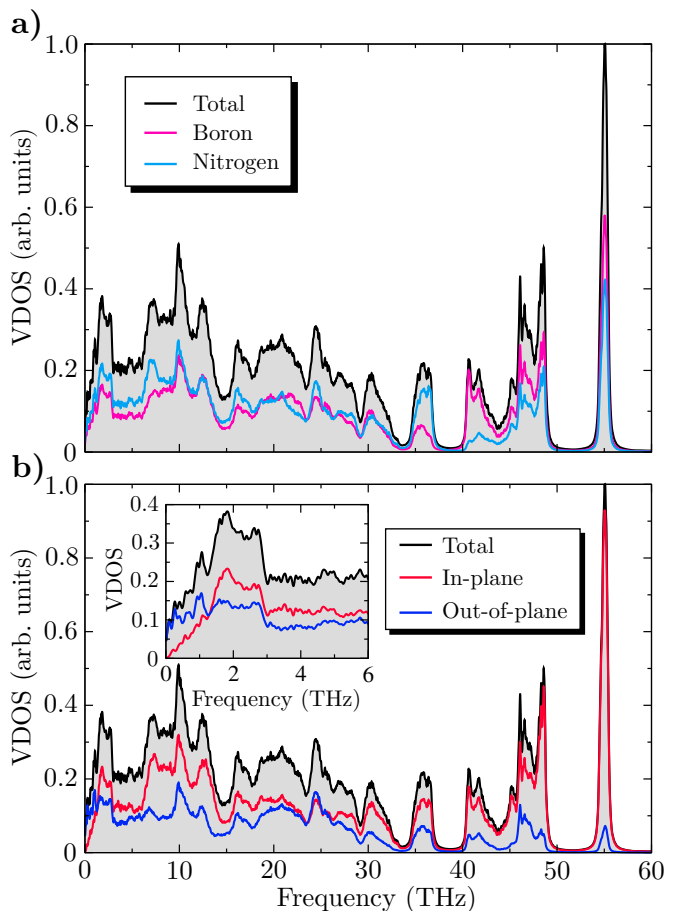 a)
1.0
0.8
0.6
0.4
0.2
0
VDOS (arb. units)
Total
Boron
Nitrogen
b)
1.0
0.8
0.6
0.4
0.2
0
VDOS (arb. units)
0.4
0.3
0.2
0.1
0
VDOS
0 2 4 6
Frequency (THz)
Total
In-plane
Out-of-plane
0 10 20 30 40 50 60
Frequency (THz)